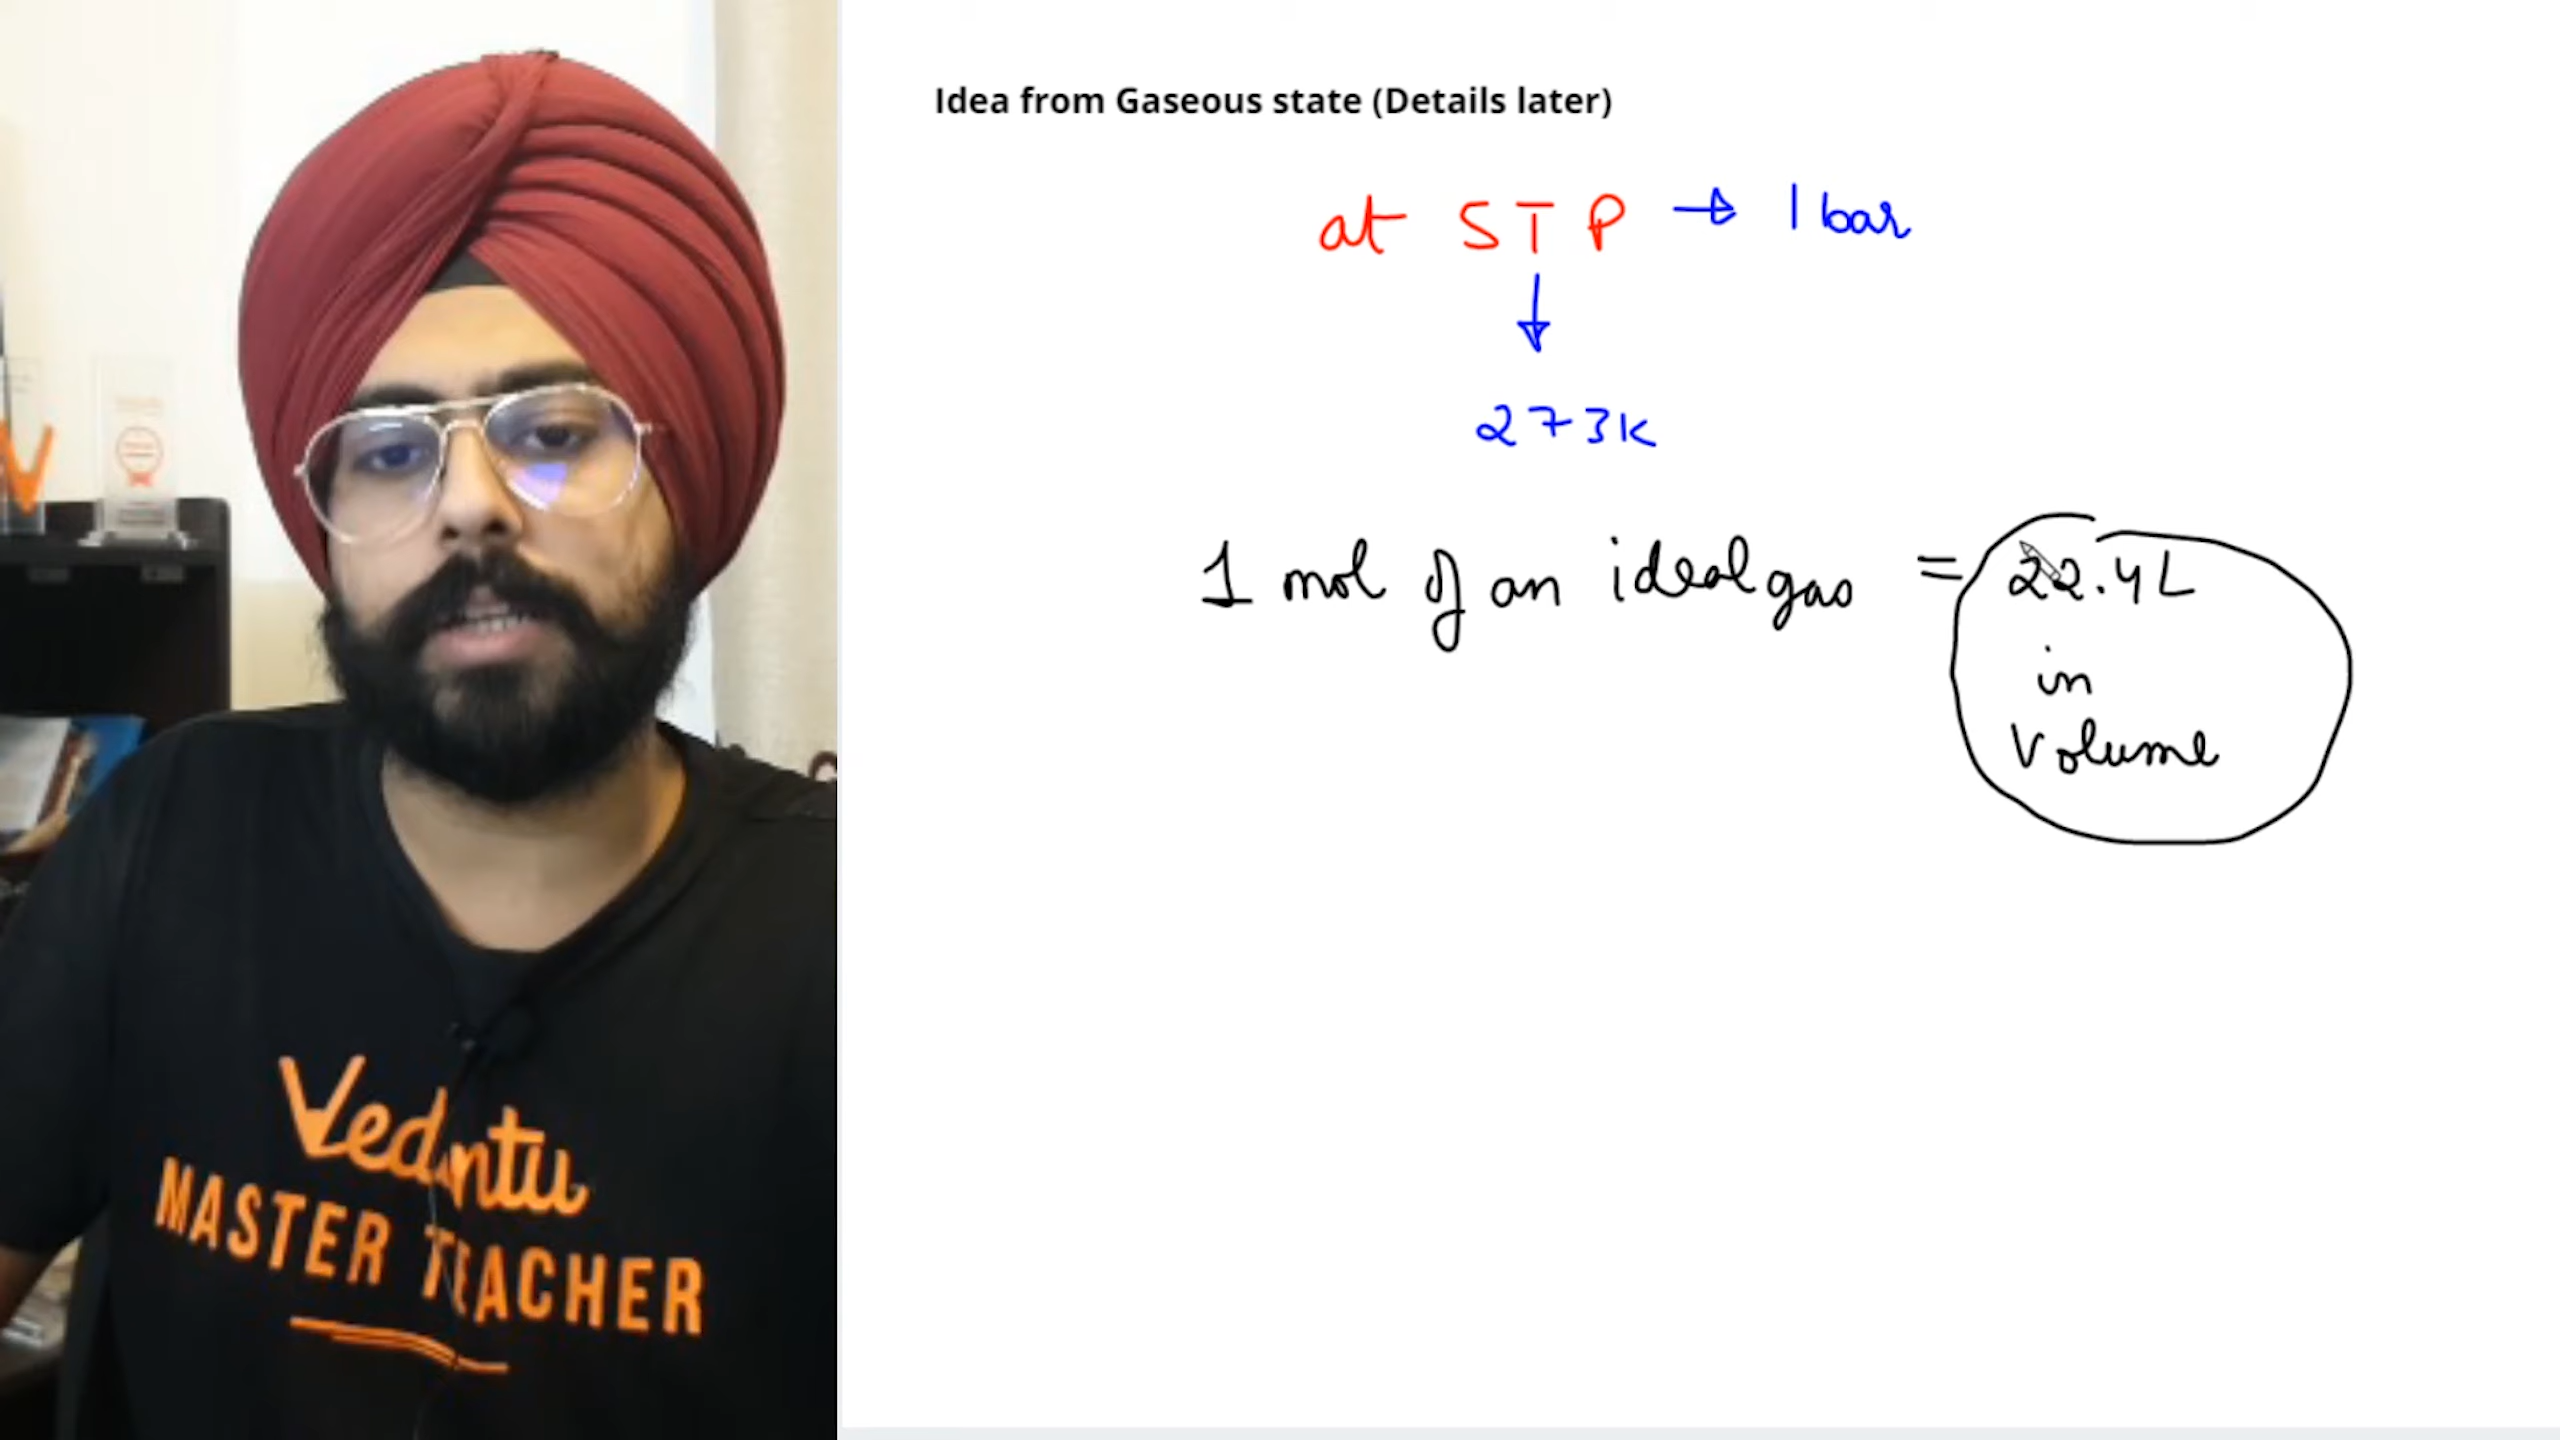 Idea from Gaseous state (Details later)
at STP → 1 bar
↓
273K
1 mol of an ideal gas = 22.4L
in
Volume
Vedantu
MASTER TEACHER